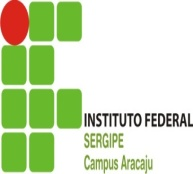 INSTITUTO FEDERAL
SERGIPE
Campus Aracaju